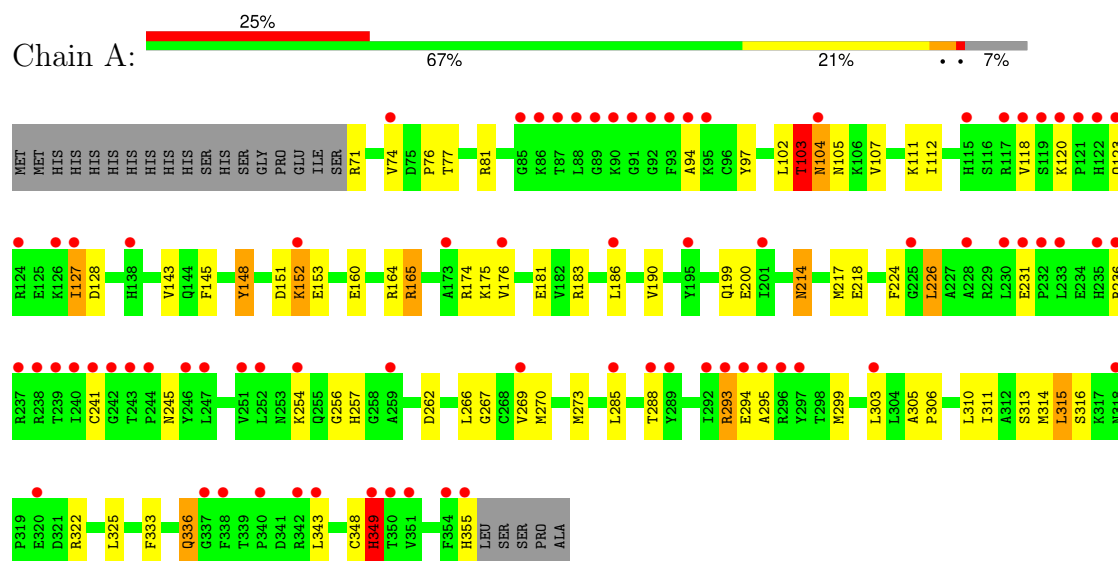 Chain A:
25%
67%
21%
7%
MET MET HIS HIS HIS HIS HIS HIS HIS HIS HIS HIS SER HIS SER GLY PRO GLU ILE SER R71 V74 D75 P76 T77 R81 G85 K86 T87 L88 G89 K90 G91 G92 F93 A94 K95 C96 Y97 L102 T103 N104 N105 K106 V107 K111 I112 H115 S116 R117 V118 S119 K120 P121 H122 Q123
R124 E125 K126 I127 D128 H138 V143 Q144 F145 Y148 D151 K152 E153 E160 R164 R165 A173 R174 K175 V176 E181 V182 R183 L186 V190 Y195 Q199 E200 I201 N214 M217 E218 F224 G225 L226 A227 A228 R229 L230 E231 P232 L233 E234 H235 R236
R237 R238 T239 I240 C241 G242 T243 P244 N245 Y246 L247 V251 L252 N253 K254 Q255 G256 H257 G258 A259 D262 L266 G267 C268 V269 M270 M273 L285 T288 Y289 I292 R293 E294 A295 R296 Y297 T298 M299 L303 L304 A305 P306 L310 I311 A312 S313 M314 L315 S316 K317 N318
P319 E320 D321 R322 L325 F333 Q336 G337 F338 T339 P340 D341 R342 L343 C348 H349 T350 V351 F354 H355 LEU SER SER PRO ALA